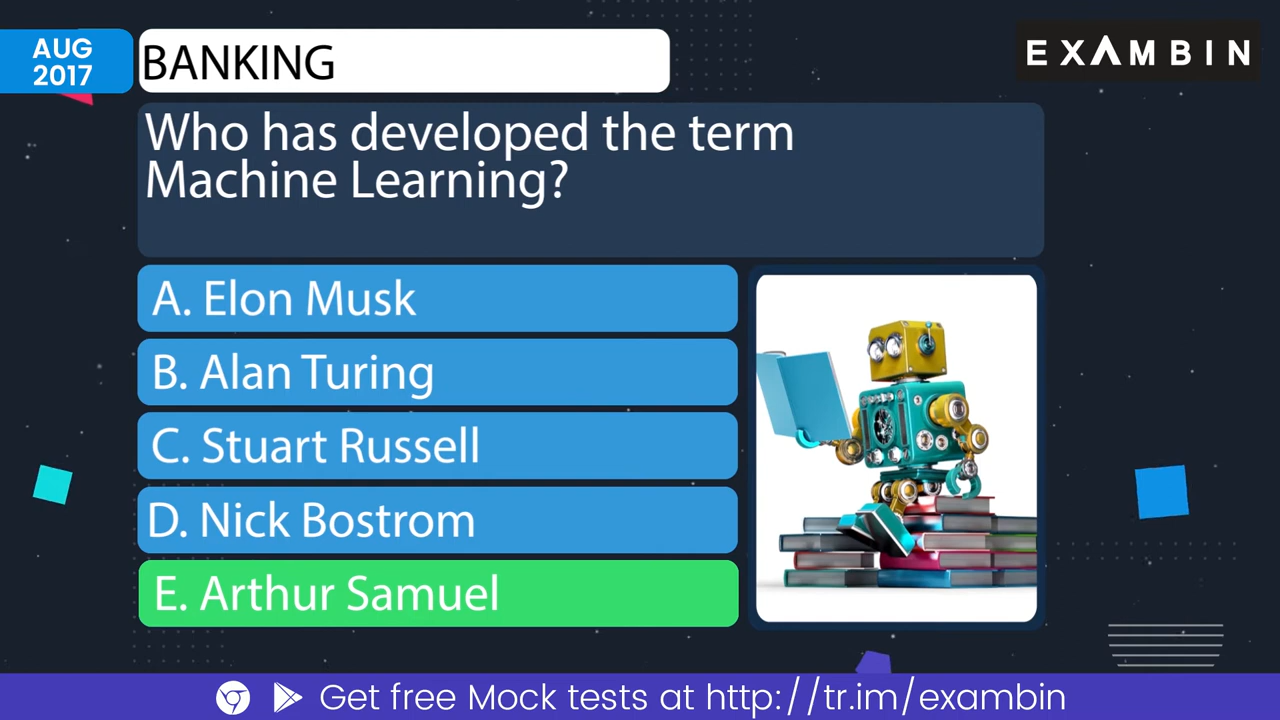 AUG
2017
BANKING
EXAMBIN
Who has developed the term
Machine Learning?
A. Elon Musk
B. Alan Turing
C. Stuart Russell
D. Nick Bostrom
E. Arthur Samuel
Get free Mock tests at http://tr.im/exambin